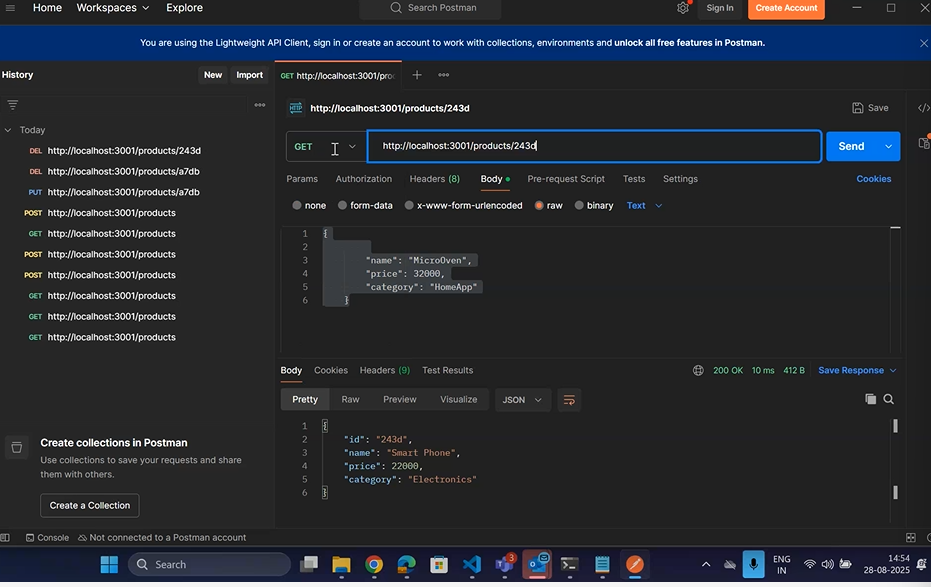 Home Workspaces Explore Search Postman Sign In Create Account
You are using the Lightweight API Client, sign in or create an account to work with collections, environments and unlock all free features in Postman.
History New Import
GET http://localhost:3001/pro
Today
DEL http://localhost:3001/products/243d
DEL http://localhost:3001/products/a7db
PUT http://localhost:3001/products/a7db
POST http://localhost:3001/products
GET http://localhost:3001/products
POST http://localhost:3001/products
POST http://localhost:3001/products
GET http://localhost:3001/products
GET http://localhost:3001/products
GET http://localhost:3001/products
Create collections in Postman
Use collections to save your requests and share
them with others.
Create a Collection
HTTP http://localhost:3001/products/243d Save
GET http://localhost:3001/products/243d Send
Params Authorization Headers (8) Body Pre-request Script Tests Settings Cookies
none form-data x-www-form-urlencoded raw binary Text
1 {
2
3 "name": "MicroOven",
4 "price": 32000,
5 "category": "HomeApp"
6 }
Body Cookies Headers (9) Test Results 200 OK 10 ms 412 B Save Response
Pretty Raw Preview Visualize JSON
1 {
2 "id": "243d",
3 "name": "Smart Phone",
4 "price": 22000,
5 "category": "Electronics"
6 }
Console Not connected to a Postman account
Search 3 ENG 14:54
IN 28-08-2025